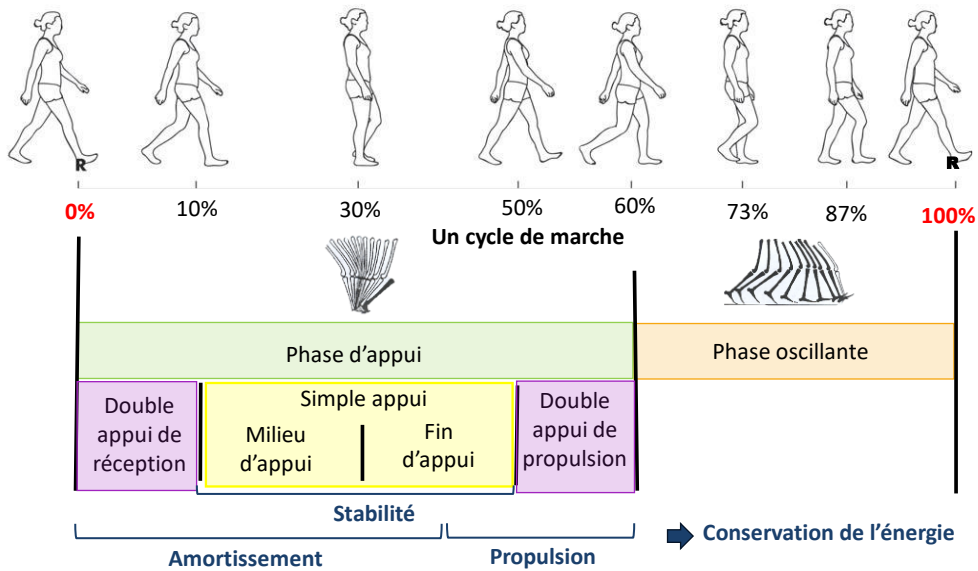 R
R
0%
10%
30%
50%
60%
73%
87%
100%
Un cycle de marche
Phase d'appui
Phase oscillante
Double
appui de
réception
Simple appui
Milieu
d'appui
Fin
d'appui
Double
appui de
propulsion
Stabilité
Amortissement
Propulsion
Conservation de l'énergie